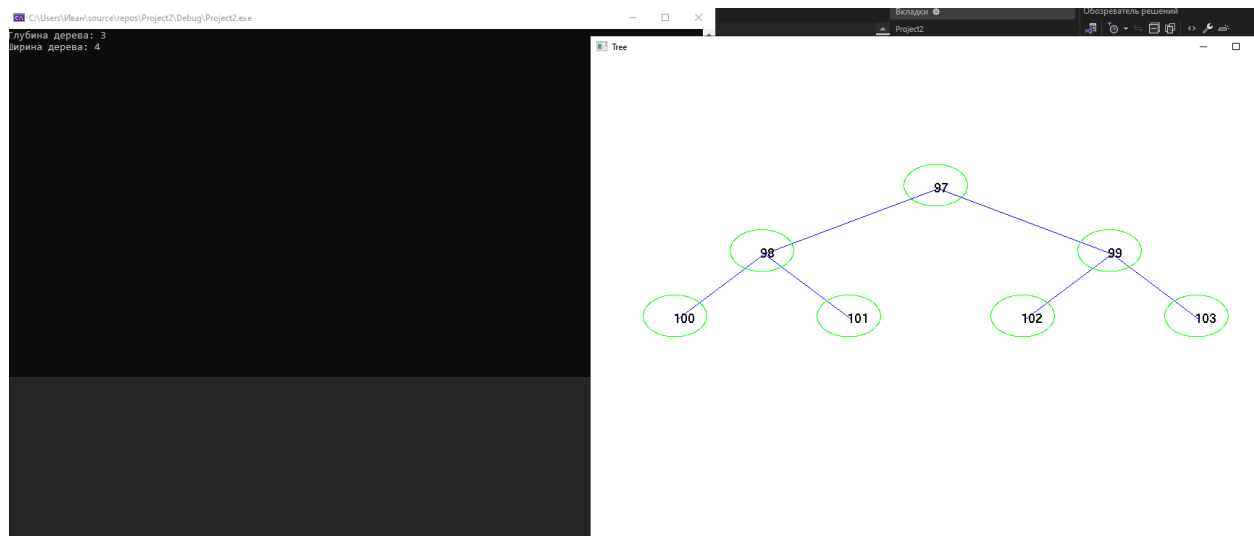 C:\Users\Иван\source\repos\Project2\Debug\Project2.exe
Глубина дерева: 3
Ширина дерева: 4
Вкладки
Project2
Обозреватель решений
Tree
97
98
99
100
101
102
103